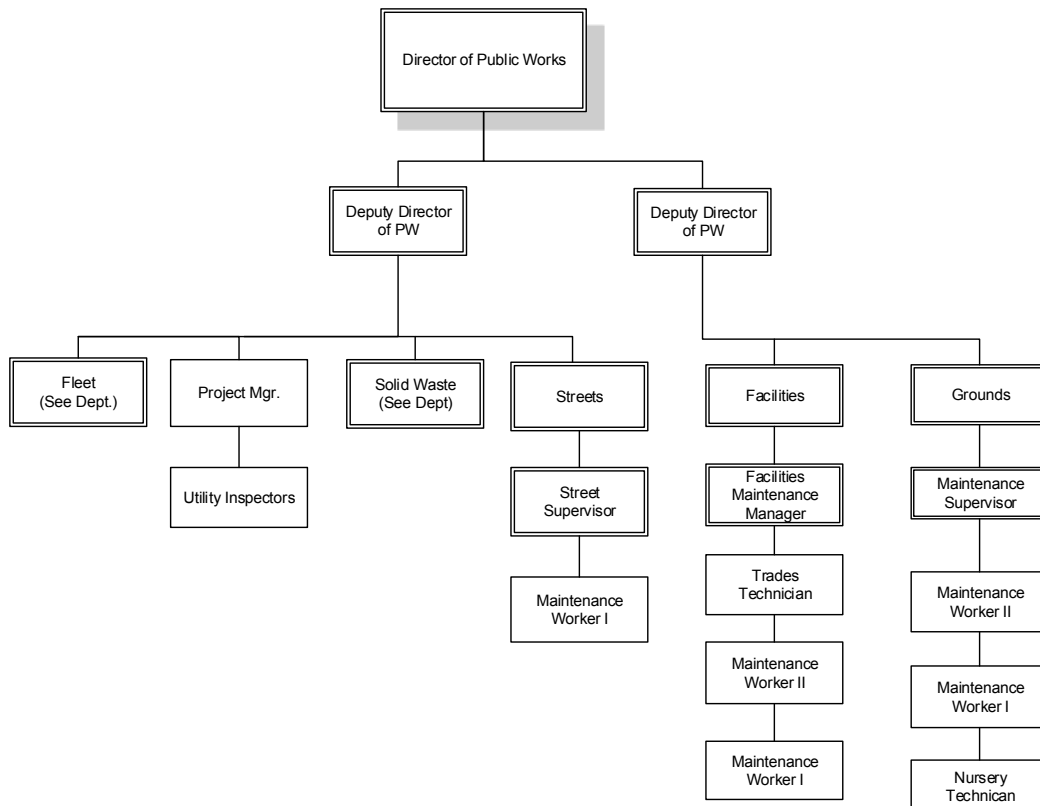 Director of Public Works
Deputy Director
of PW
Deputy Director
of PW
Fleet
(See Dept.)
Project Mgr.
Solid Waste
(See Dept)
Streets
Facilities
Grounds
Utility Inspectors
Street
Supervisor
Facilities
Maintenance
Manager
Maintenance
Supervisor
Maintenance
Worker I
Trades
Technician
Maintenance
Worker II
Maintenance
Worker II
Maintenance
Worker I
Maintenance
Worker I
Nursery
Technican